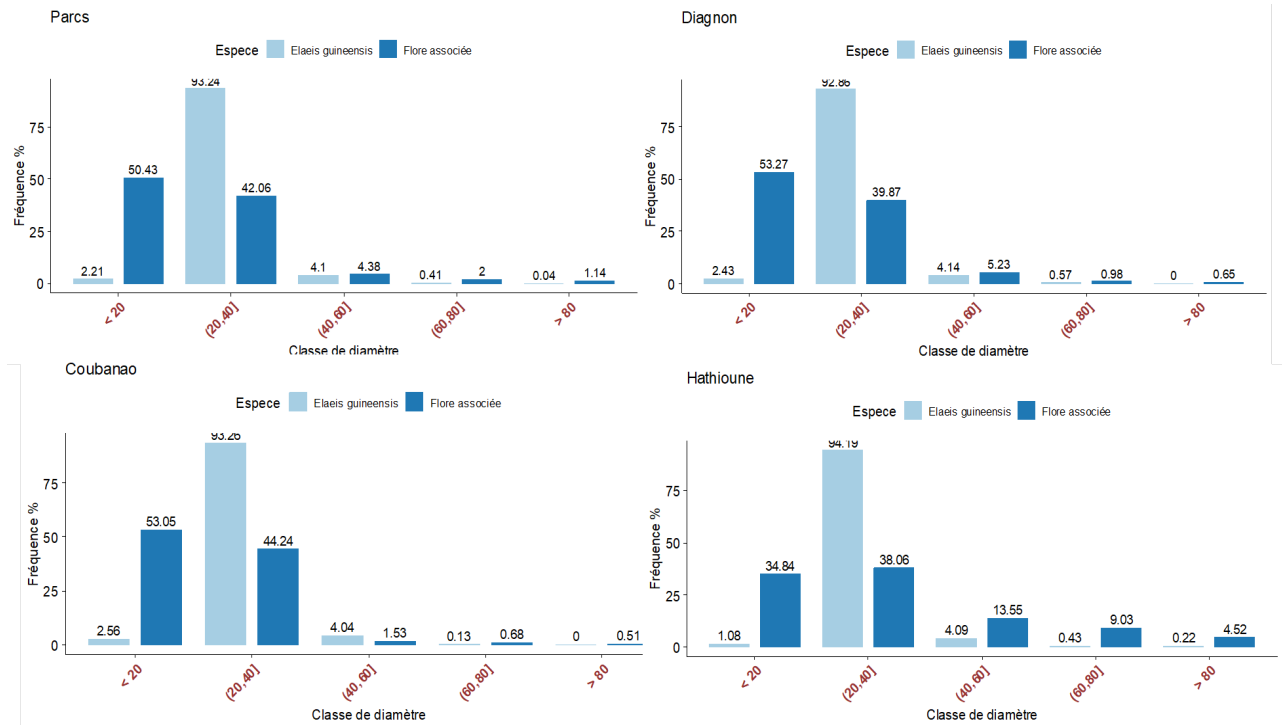 Parcs
Espece Elaeis guineensis Flore associée
93.24
75
50.43
50
42.06
25
2.21
4.1 4.38
0.41 2
0.04 1.14
0
Fréquence %
< 20 (20,40] (40,60] (60,80] > 80
Classe de diamètre
Diagnon
Espece Elaeis guineensis Flore associée
92.86
75
53.27
50
39.87
25
2.43
4.14 5.23
0.57 0.98
0 0.65
0
Fréquence %
< 20 (20,40] (40,60] (60,80] > 80
Classe de diamètre
Coubanao
Espece Elaeis guineensis Flore associée
93.26
75
53.05
50
44.24
25
2.56
4.04 1.53
0.13 0.68
0 0.51
0
Fréquence %
< 20 (20,40] (40,60] (60,80] > 80
Classe de diamètre
Hathioune
Espece Elaeis guineensis Flore associée
94.19
75
50
34.84
38.06
25
1.08
4.09 13.55
0.43 9.03
0.22 4.52
0
Fréquence %
< 20 (20,40] (40,60] (60,80] > 80
Classe de diamètre